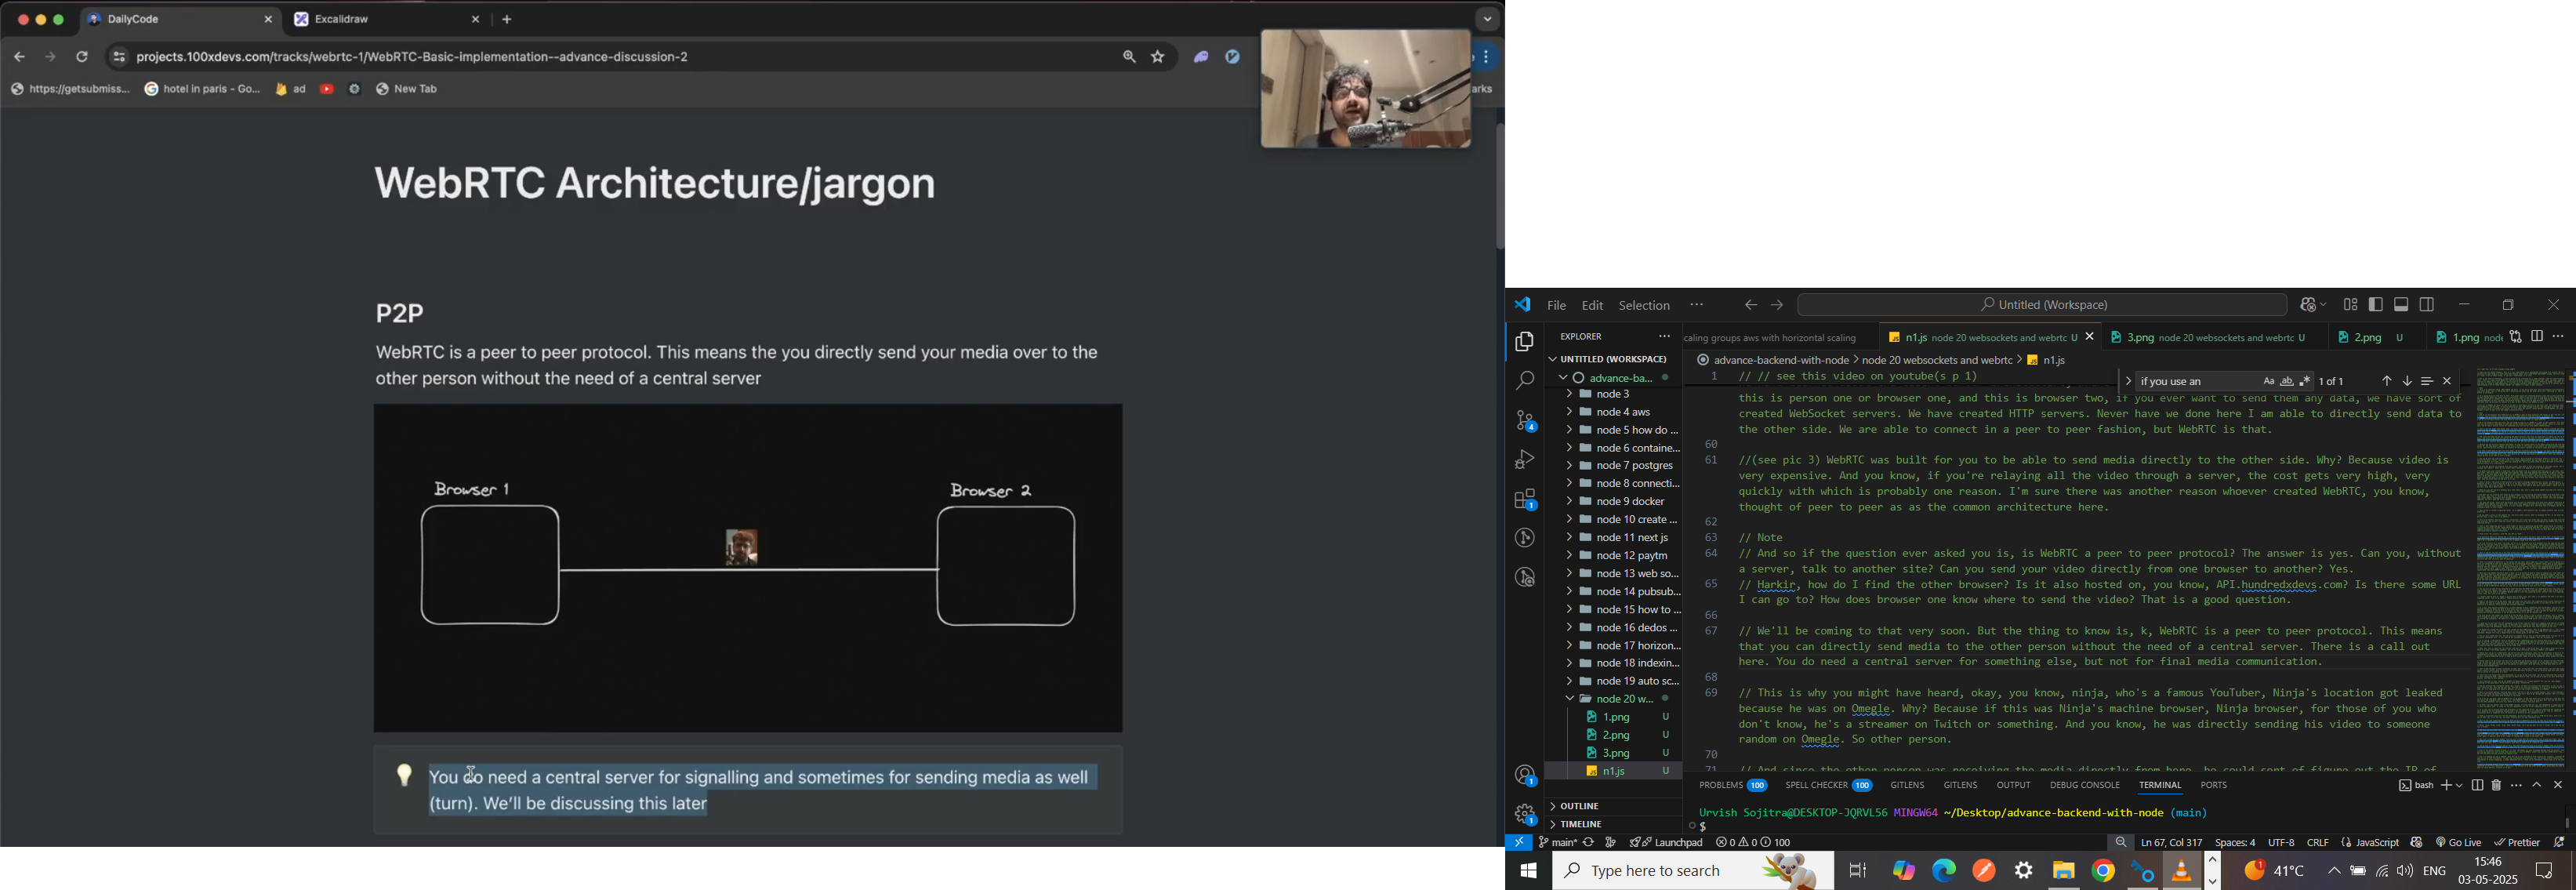 DailyCode
Excalidraw
projects.100xdevs.com/tracks/webrtc-1/WebRTC-Basic-implementation--advance-discussion-2
https://getsubmiss...
hotel in paris - Go...
ad
New Tab
arks
WebRTC Architecture/jargon
P2P
WebRTC is a peer to peer protocol. This means the you directly send your media over to the
other person without the need of a central server
Browser 1
Browser 2
You do need a central server for signalling and sometimes for sending media as well
(turn). We'll be discussing this later
File Edit Selection ···
Untitled (Workspace)
EXPLORER
caling groups aws with horizontal scaling
n1.js node 20 websockets and webrtc U
3.png node 20 websockets and webrtc U
2.png U
1.png node
UNTITLED (WORKSPACE)
advance-backend-with-node > node 20 websockets and webrtc > n1.js
advance-ba...
node 3
node 4 aws
node 5 how do ...
node 6 containe...
node 7 postgres
node 8 connecti...
node 9 docker
node 10 create ...
node 11 next js
node 12 paytm
node 13 web so...
node 14 pubsub...
node 15 how to ...
node 16 dedos ...
node 17 horizon...
node 18 indexin...
node 19 auto sc...
node 20 w...
1.png U
2.png U
3.png U
n1.js U
OUTLINE
TIMELINE
1 // // see this video on youtube(s p 1)
if you use an
Aa ab 1 of 1
this is person one or browser one, and this is browser two, if you ever want to send them any data, we have sort of
created WebSocket servers. We have created HTTP servers. Never have we done here I am able to directly send data to
the other side. We are able to connect in a peer to peer fashion, but WebRTC is that.
60
61 //(see pic 3) WebRTC was built for you to be able to send media directly to the other side. Why? Because video is
very expensive. And you know, if you're relaying all the video through a server, the cost gets very high, very
quickly with which is probably one reason. I'm sure there was another reason whoever created WebRTC, you know,
thought of peer to peer as as the common architecture here.
62
63 // Note
64 // And so if the question ever asked you is, is WebRTC a peer to peer protocol? The answer is yes. Can you, without
a server, talk to another site? Can you send your video directly from one browser to another? Yes.
65 // Harkir, how do I find the other browser? Is it also hosted on, you know, API.hundredxdevs.com? Is there some URL
I can go to? How does browser one know where to send the video? That is a good question.
66
67 // We'll be coming to that very soon. But the thing to know is, k, WebRTC is a peer to peer protocol. This means
that you can directly send media to the other person without the need of a central server. There is a call out
here. You do need a central server for something else, but not for final media communication.
68
69 // This is why you might have heard, okay, you know, ninja, who's a famous YouTuber, Ninja's location got leaked
because he was on Omegle. Why? Because if this was Ninja's machine browser, Ninja browser, for those of you who
don't know, he's a streamer on Twitch or something. And you know, he was directly sending his video to someone
random on Omegle. So other person.
70
71 // And since the other person was receiving the media directly from here, he could sort of figure out the IP of
PROBLEMS 100 SPELL CHECKER 100 GITLENS GITLENS OUTPUT DEBUG CONSOLE TERMINAL PORTS
bash
Urvish Sojitra@DESKTOP-JQRVL56 MINGW64 ~/Desktop/advance-backend-with-node (main)
$
main* Launchpad 0 0 100
Ln 67, Col 317 Spaces: 4 UTF-8 CRLF {} JavaScript Go Live Prettier
Type here to search
41°C
ENG
15:46
03-05-2025